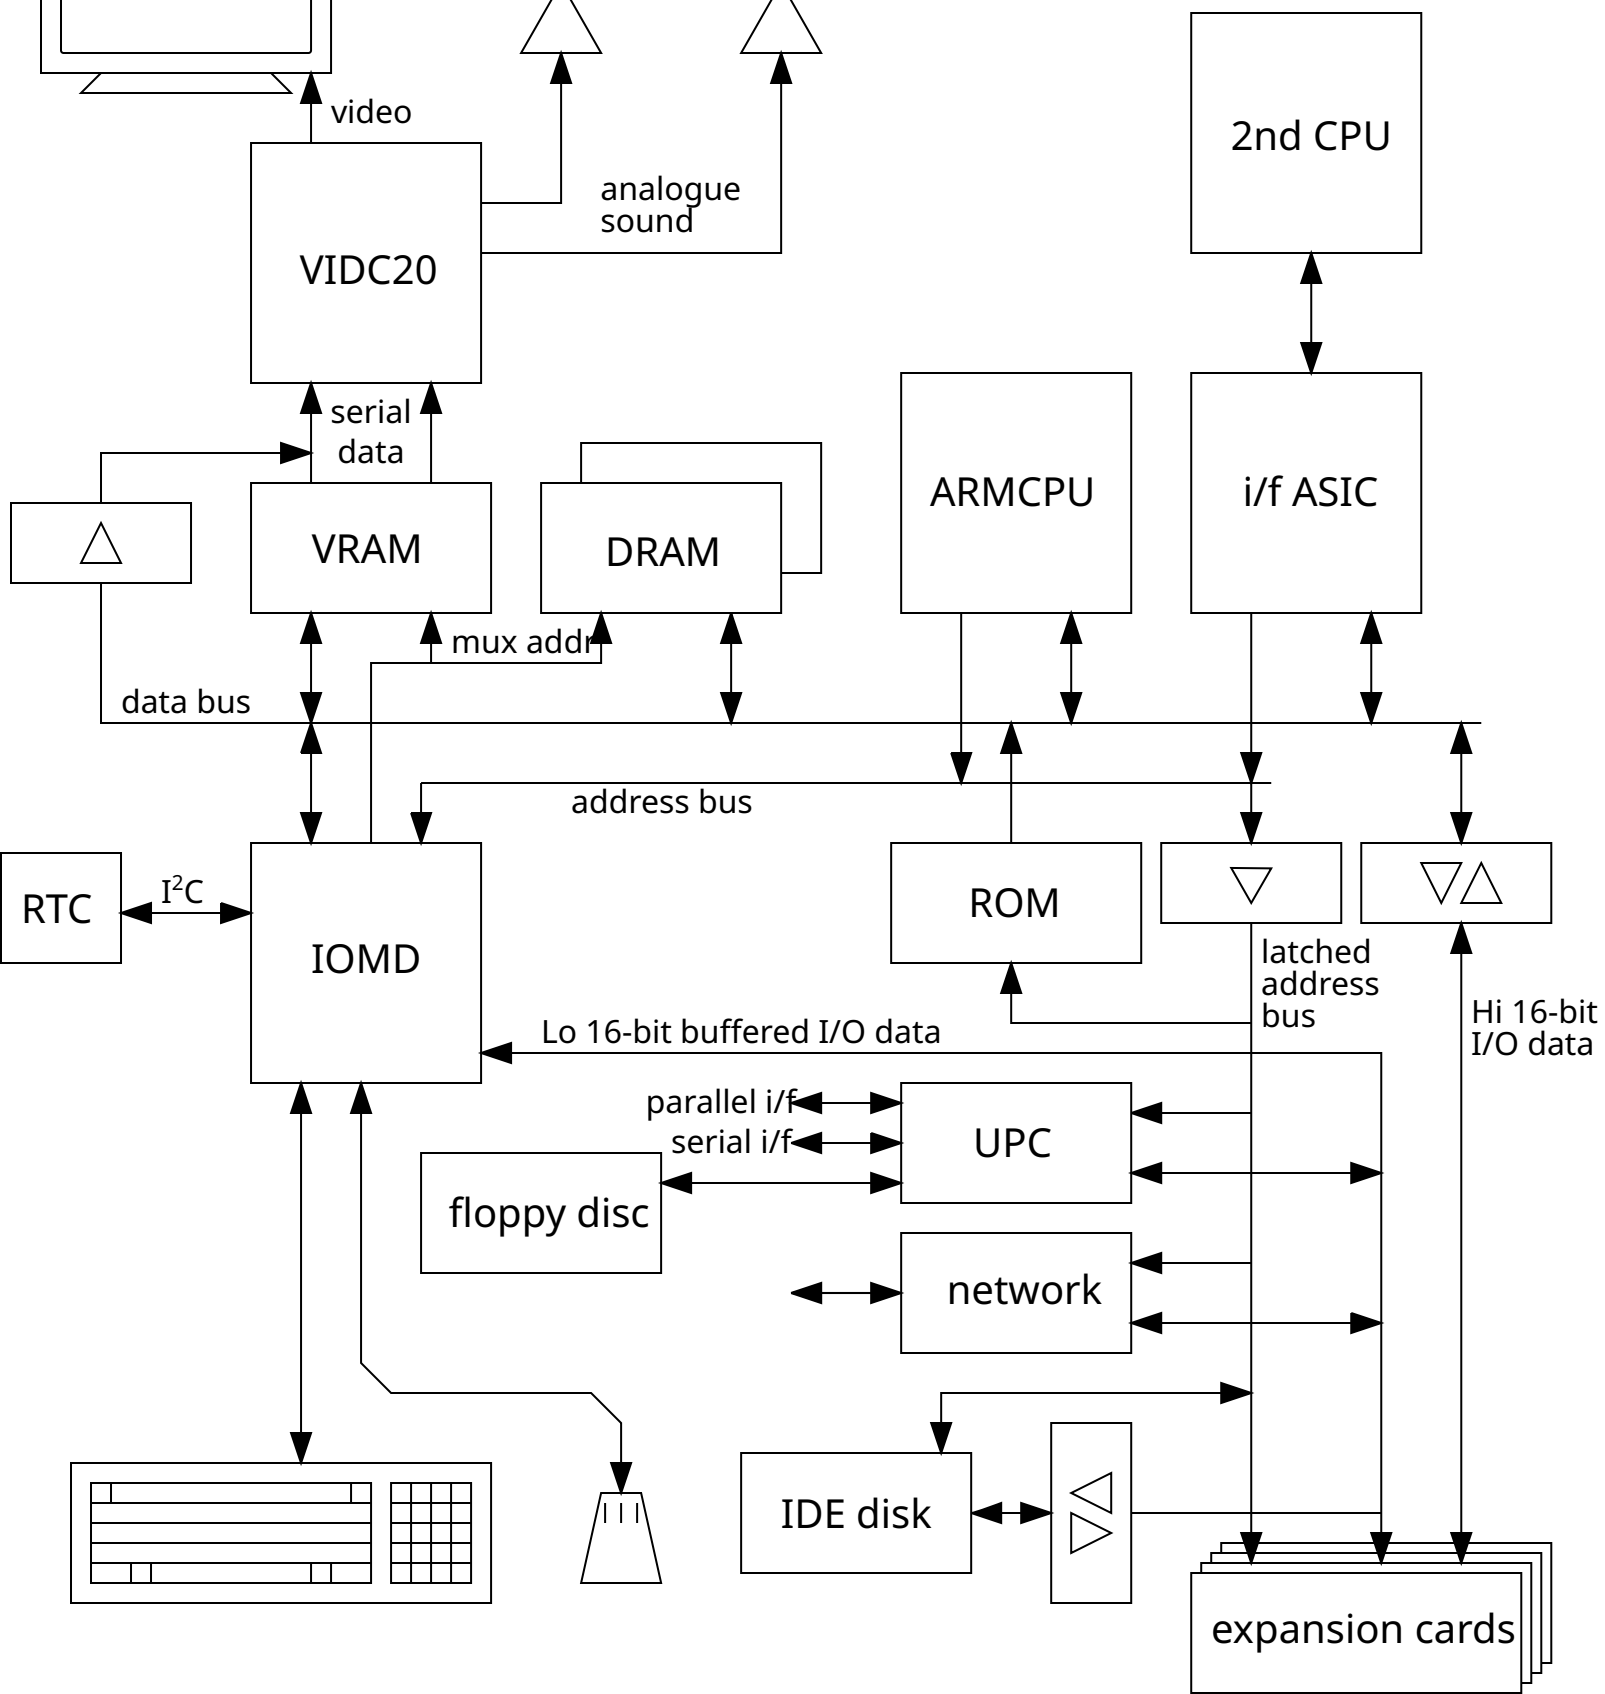 video
2nd CPU
analogue
sound
VIDC20
serial
data
ARMCPU
i/f ASIC
VRAM
DRAM
mux addr
data bus
address bus
RTC
I²C
IOMD
ROM
latched
address
bus
Hi 16-bit
I/O data
Lo 16-bit buffered I/O data
parallel i/f
serial i/f
UPC
floppy disc
network
IDE disk
expansion cards